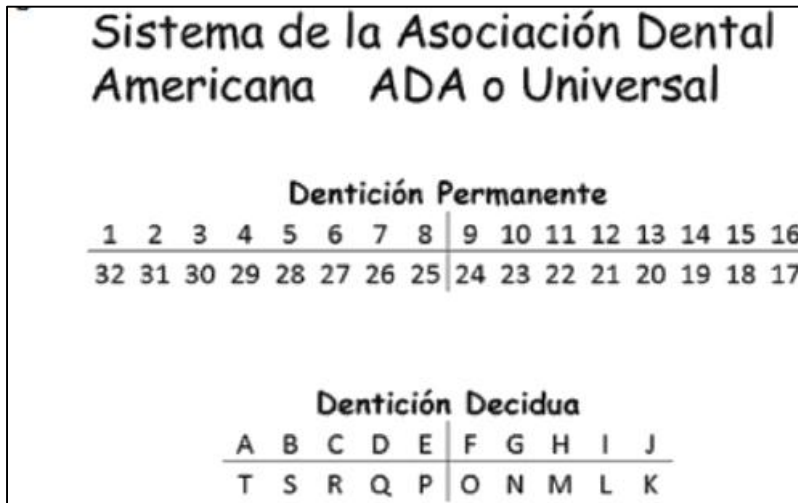 Sistema de la Asociación Dental
Americana ADA o Universal
Dentición Permanente
1 2 3 4 5 6 7 8 9 10 11 12 13 14 15 16
32 31 30 29 28 27 26 25 24 23 22 21 20 19 18 17
Dentición Decidua
A B C D E F G H I J
T S R Q P O N M L K